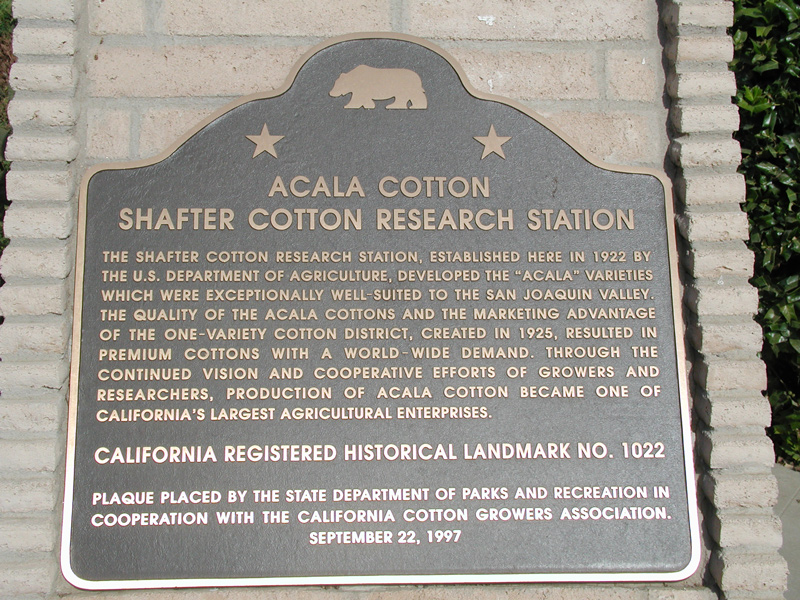 ACALA COTTON
SHAFTER COTTON RESEARCH STATION
THE SHAFTER COTTON RESEARCH STATION, ESTABLISHED HERE IN 1922 BY
THE U.S. DEPARTMENT OF AGRICULTURE, DEVELOPED THE "ACALA" VARIETIES
WHICH WERE EXCEPTIONALLY WELL-SUITED TO THE SAN JOAQUIN VALLEY.
THE QUALITY OF THE ACALA COTTONS AND THE MARKETING ADVANTAGE
OF THE ONE-VARIETY COTTON DISTRICT, CREATED IN 1925, RESULTED IN
PREMIUM COTTONS WITH A WORLD-WIDE DEMAND. THROUGH THE
CONTINUED VISION AND COOPERATIVE EFFORTS OF GROWERS AND
RESEARCHERS, PRODUCTION OF ACALA COTTON BECAME ONE OF
CALIFORNIA'S LARGEST AGRICULTURAL ENTERPRISES.
CALIFORNIA REGISTERED HISTORICAL LANDMARK NO. 1022
PLAQUE PLACED BY THE STATE DEPARTMENT OF PARKS AND RECREATION IN
COOPERATION WITH THE CALIFORNIA COTTON GROWERS ASSOCIATION.
SEPTEMBER 22, 1997